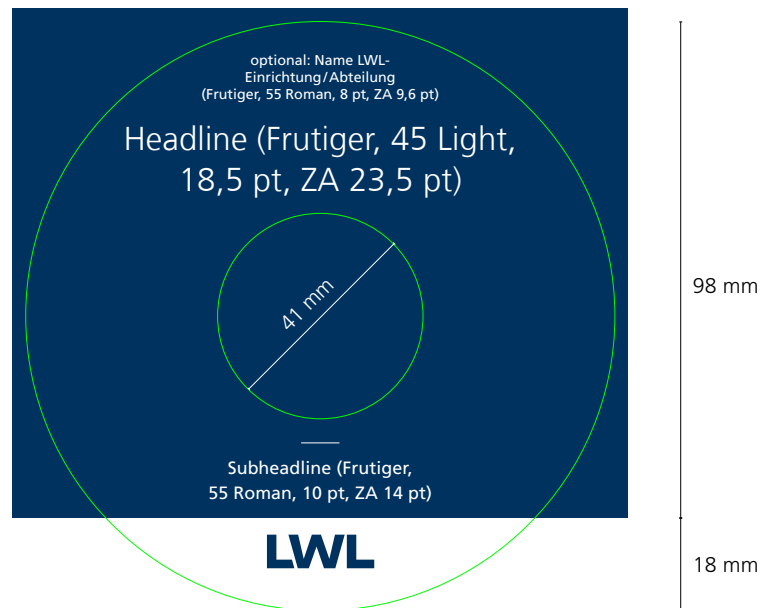 optional: Name LWL-
Einrichtung/Abteilung
(Frutiger, 55 Roman, 8 pt, ZA 9,6 pt)
Headline (Frutiger, 45 Light,
18,5 pt, ZA 23,5 pt)
41 mm
98 mm
Subheadline (Frutiger,
55 Roman, 10 pt, ZA 14 pt)
LWL
18 mm